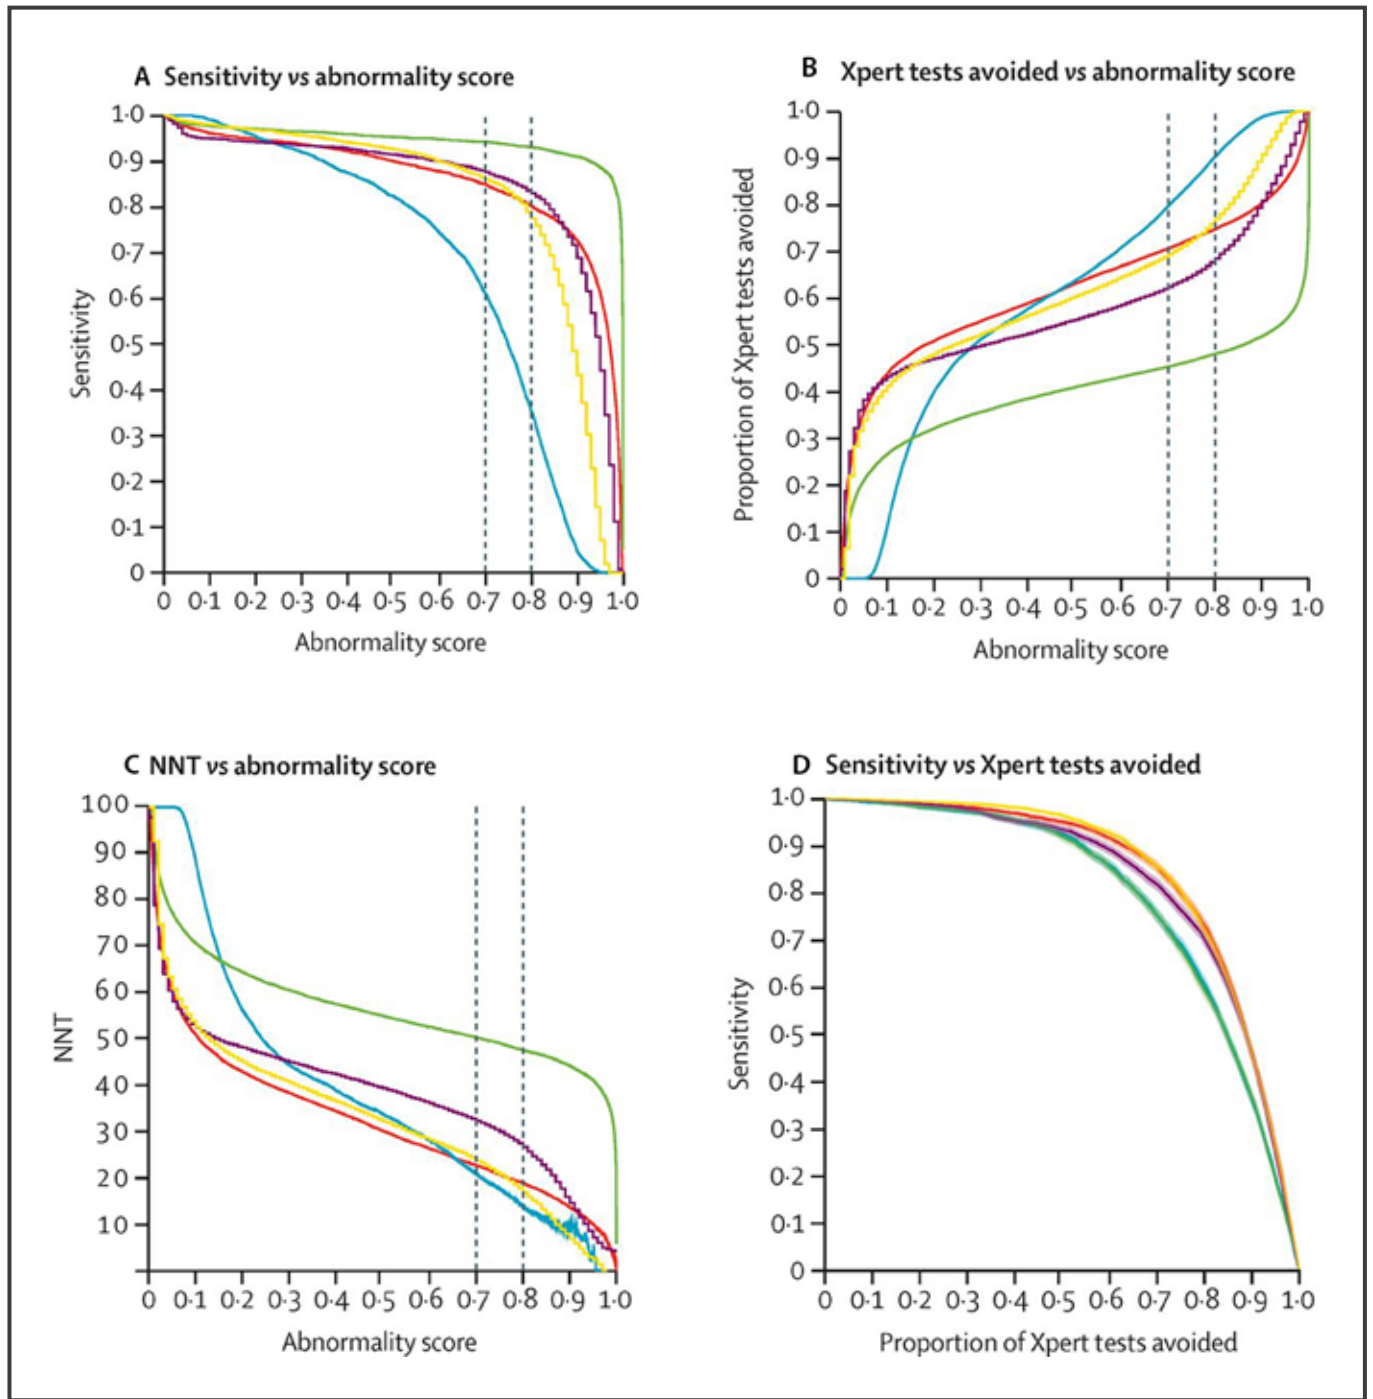 A Sensitivity vs abnormality score
1·0
0·9
0·8
0·7
0·6
0·5
0·4
0·3
0·2
0·1
0
Sensitivity
0 0·1 0·2 0·3 0·4 0·5 0·6 0·7 0·8 0·9 1·0
Abnormality score
B Xpert tests avoided vs abnormality score
1·0
0·9
0·8
0·7
0·6
0·5
0·4
0·3
0·2
0·1
0
Proportion of Xpert tests avoided
0 0·1 0·2 0·3 0·4 0·5 0·6 0·7 0·8 0·9 1·0
Abnormality score
C NNT vs abnormality score
100
90
80
70
60
50
40
30
20
10
NNT
0 0·1 0·2 0·3 0·4 0·5 0·6 0·7 0·8 0·9 1·0
Abnormality score
D Sensitivity vs Xpert tests avoided
1·0
0·9
0·8
0·7
0·6
0·5
0·4
0·3
0·2
0·1
0
Sensitivity
0 0·1 0·2 0·3 0·4 0·5 0·6 0·7 0·8 0·9 1·0
Proportion of Xpert tests avoided